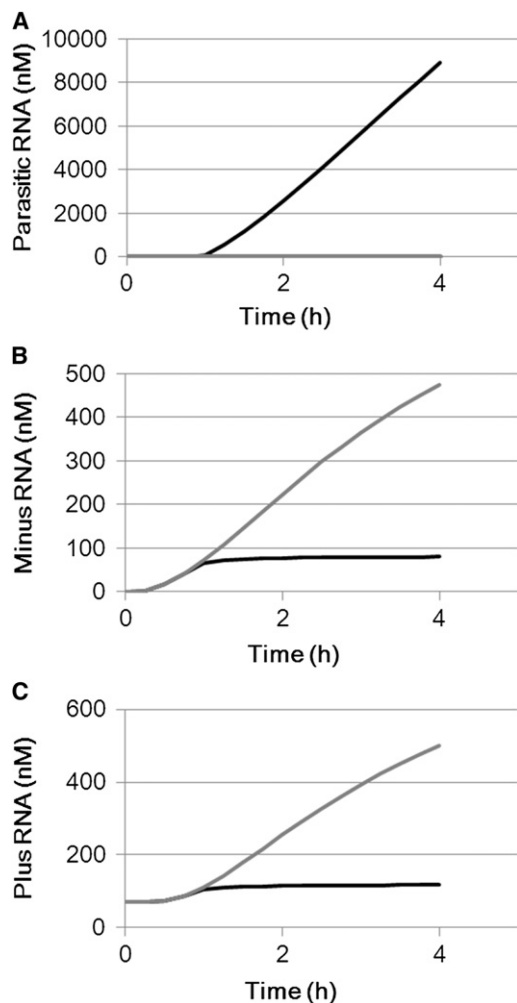 A
Parasitic RNA (nM)
10000
8000
6000
4000
2000
0
0 2 4
Time (h)
B
Minus RNA (nM)
500
400
300
200
100
0
0 2 4
Time (h)
C
Plus RNA (nM)
600
400
200
0
0 2 4
Time (h)